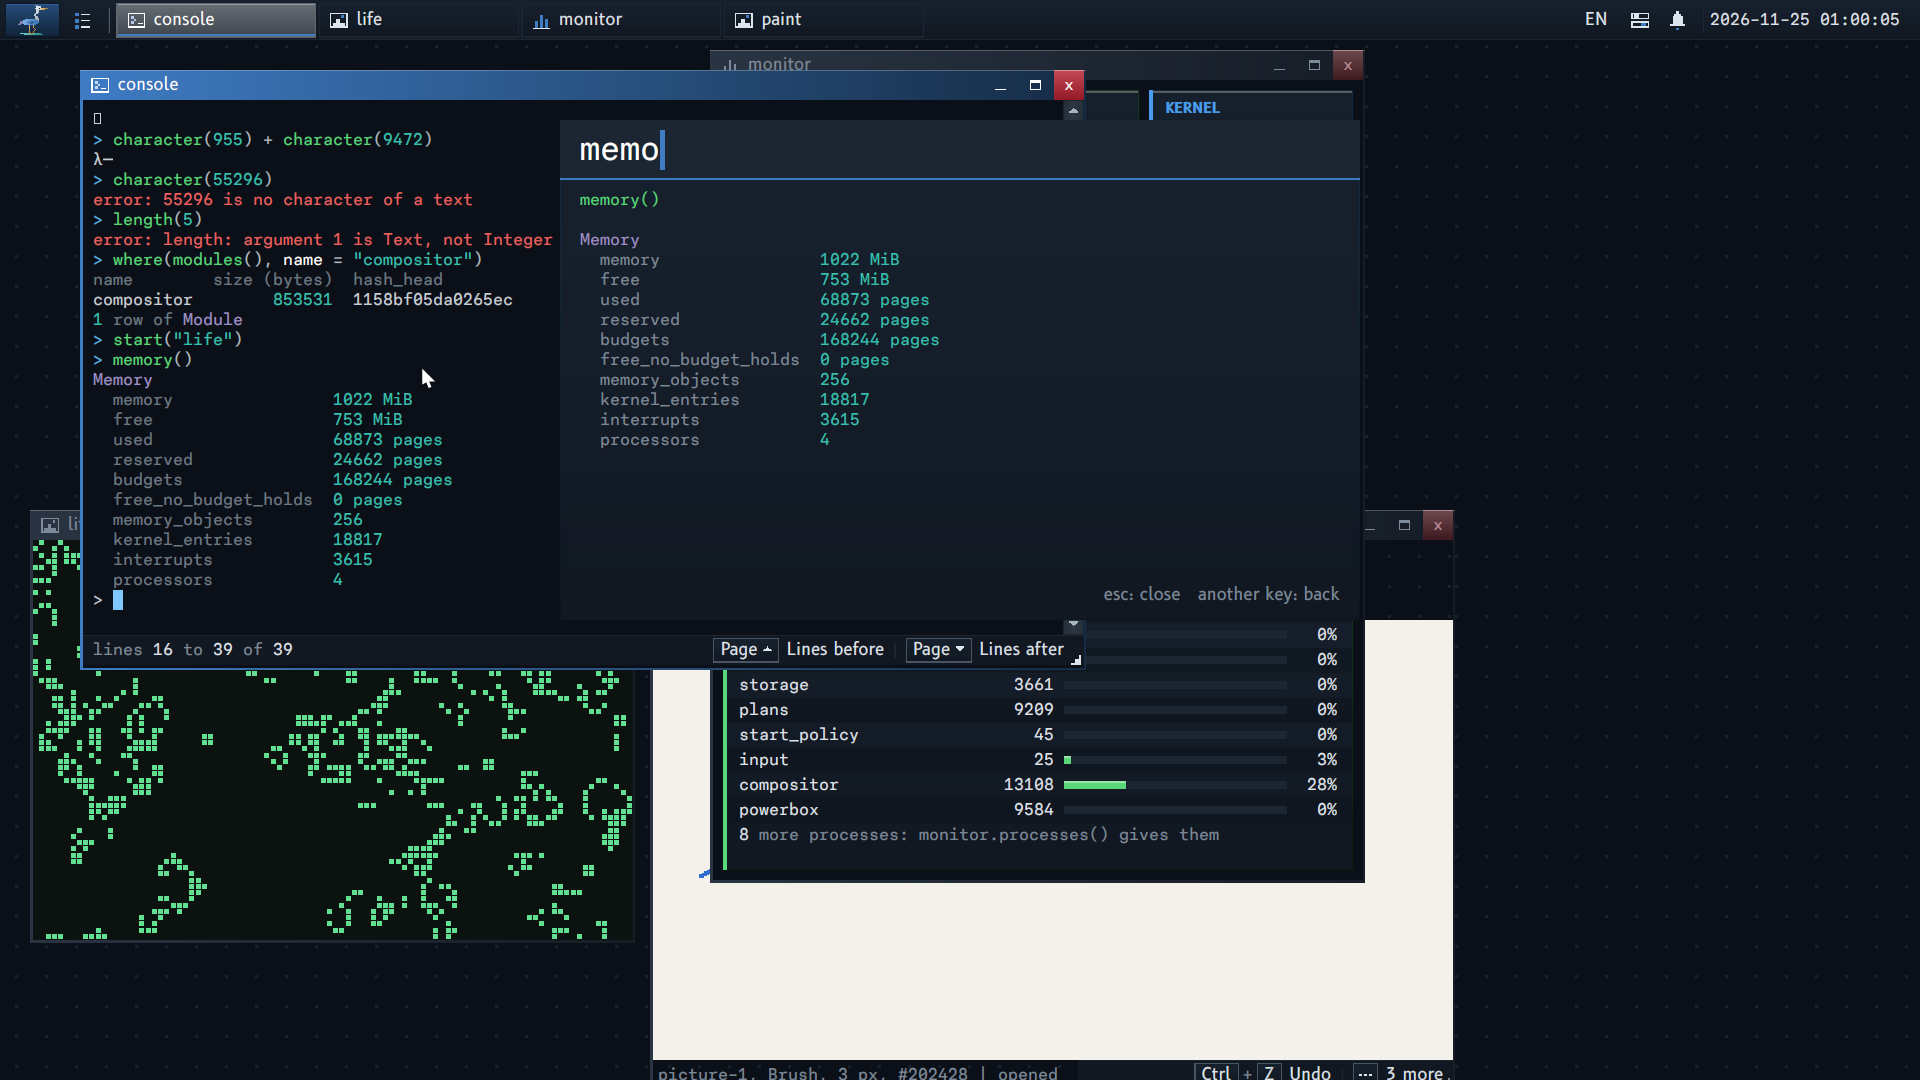 console
life
monitor
paint
EN
2026-11-25 01:00:05
monitor
x
console
x
KERNEL
> character(955) + character(9472)
λ─
> character(55296)
error: 55296 is no character of a text
> length(5)
error: length: argument 1 is Text, not Integer
> where(modules(), name = "compositor")
name size (bytes) hash_head
compositor 853531 1158bf05da0265ec
1 row of Module
> start("life")
> memory()
Memory
memory 1022 MiB
free 753 MiB
used 68873 pages
reserved 24662 pages
budgets 168244 pages
free_no_budget_holds 0 pages
memory_objects 256
kernel_entries 18817
interrupts 3615
processors 4
>
lines 16 to 39 of 39
Page Lines before
Page Lines after
memo
memory()
Memory
memory 1022 MiB
free 753 MiB
used 68873 pages
reserved 24662 pages
budgets 168244 pages
free_no_budget_holds 0 pages
memory_objects 256
kernel_entries 18817
interrupts 3615
processors 4
esc: close another key: back
x
0%
0%
storage 3661 0%
plans 9209 0%
start_policy 45 0%
input 25 3%
compositor 13108 28%
powerbox 9584 0%
8 more processes: monitor.processes() gives them
picture-1, Brush, 3 px, #202428 | opened
Ctrl + Z Undo
... 3 more